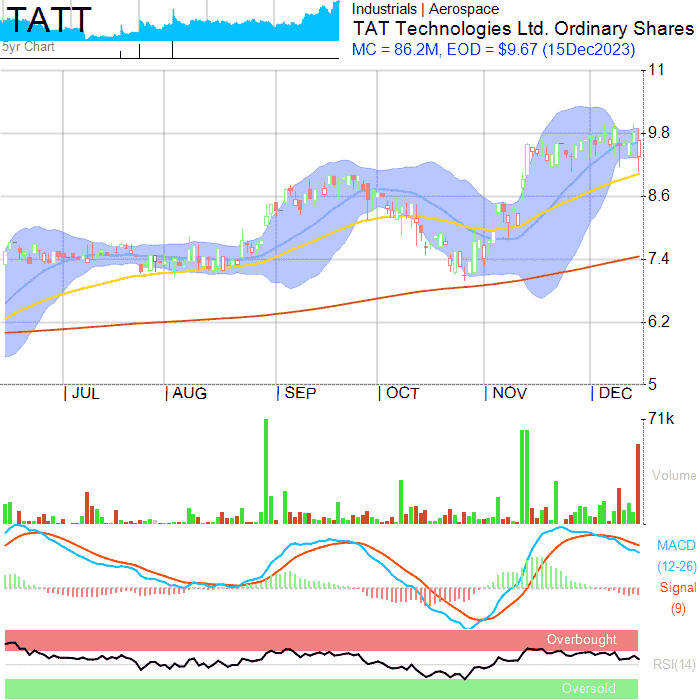 TATT
5yr Chart
Industrials | Aerospace
TAT Technologies Ltd. Ordinary Shares
MC = 86.2M, EOD = $9.67 (15Dec2023)
11
9.8
8.6
7.4
6.2
5
JUL AUG SEP OCT NOV DEC
71k
Volume
MACD
(12-26)
Signal
(9)
Overbought
RSI(14)
Oversold